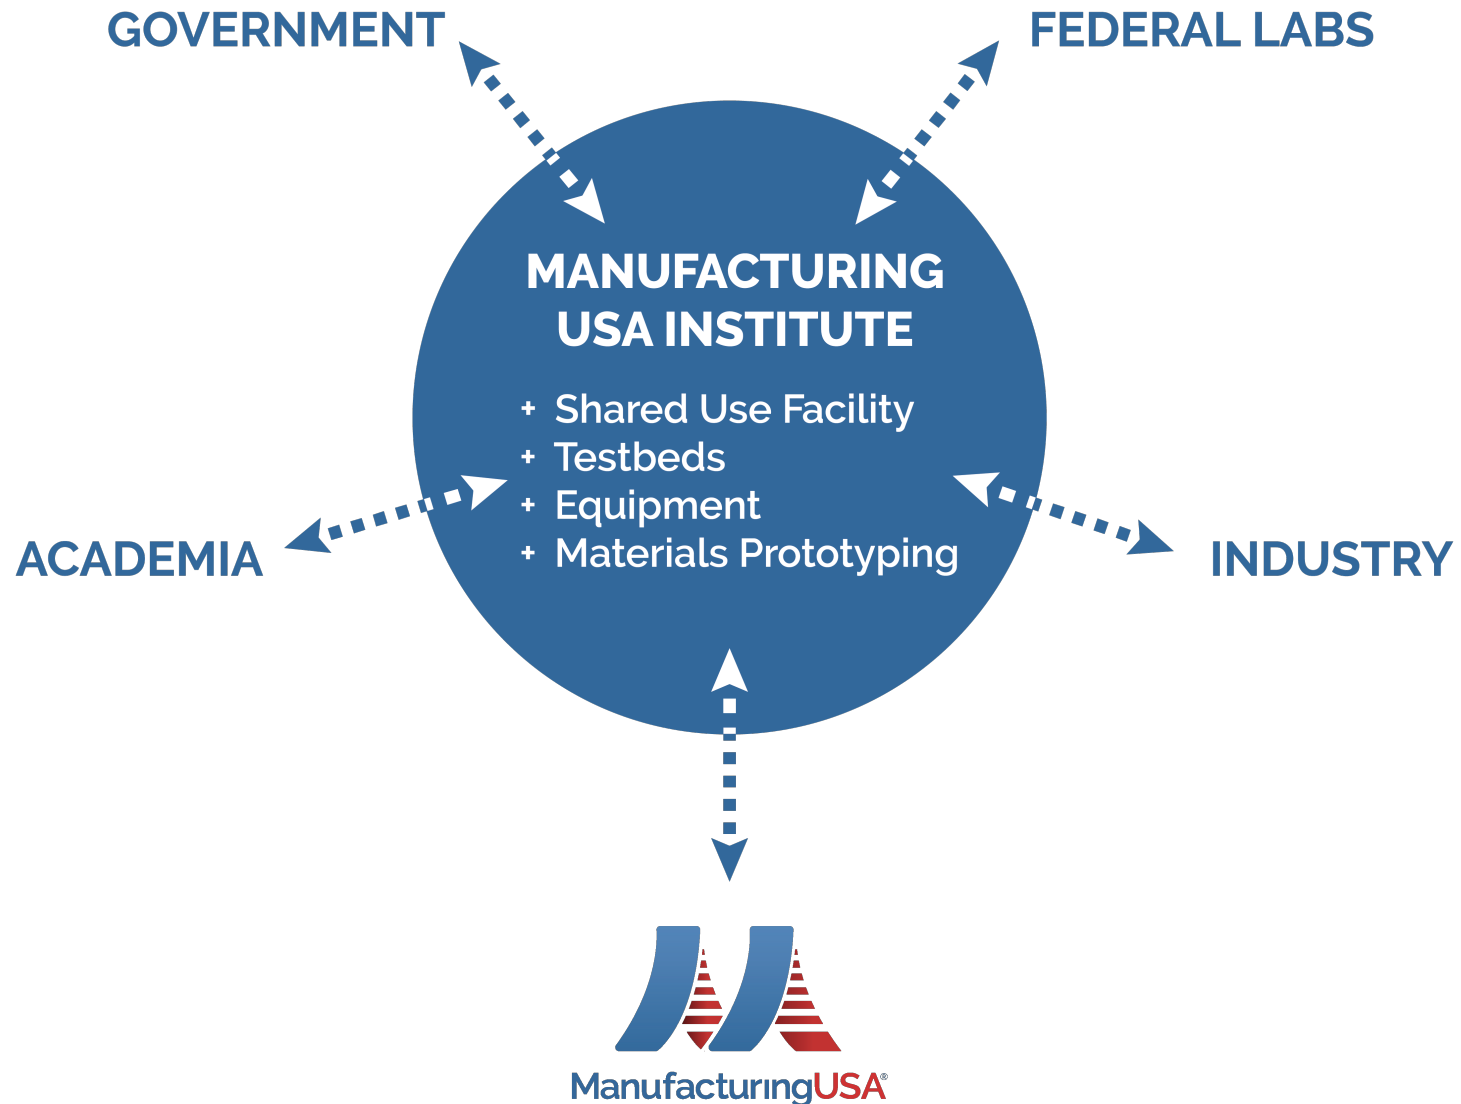 GOVERNMENT
FEDERAL LABS
MANUFACTURING
USA INSTITUTE
+ Shared Use Facility
+ Testbeds
+ Equipment
+ Materials Prototyping
ACADEMIA
INDUSTRY
ManufacturingUSA®